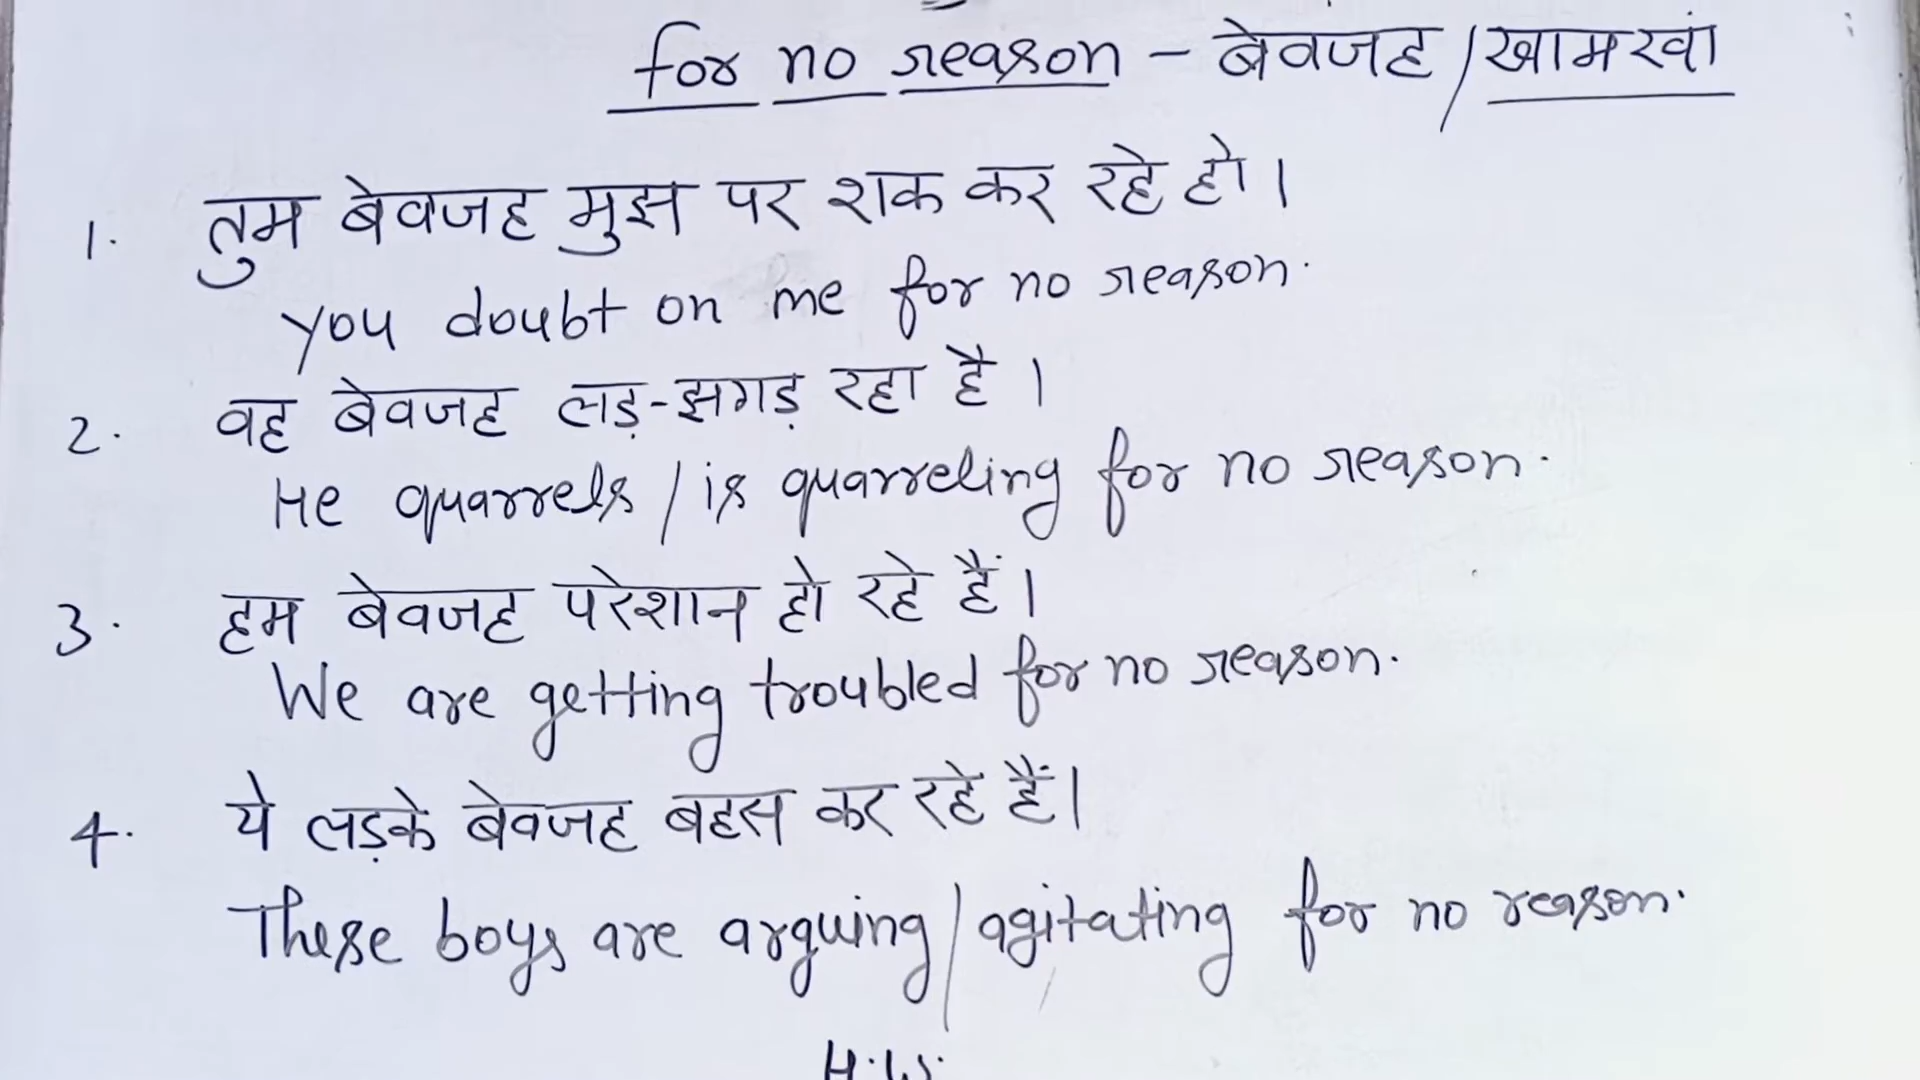 for no reason - बेवजह / खामखां
1. तुम बेवजह मुझ पर शक कर रहे हो।
you doubt on me for no reason.
2. वह बेवजह लड़-झगड़ रहा है।
He quarrels / is quarreling for no reason.
3. हम बेवजह परेशान हो रहे हैं।
We are getting troubled for no reason.
4. ये लड़के बेवजह बहस कर रहे हैं।
These boys are arguing / agitating for no reason.
H.W.